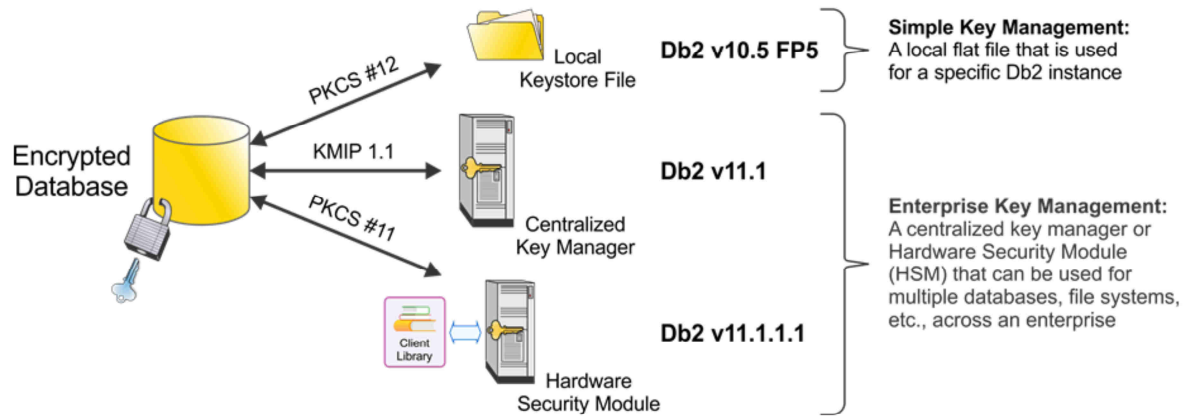 Encrypted
Database
PKCS #12
KMIP 1.1
PKCS #11
Local
Keystore File
Centralized
Key Manager
Client
Library
Hardware
Security Module
Db2 v10.5 FP5
Db2 v11.1
Db2 v11.1.1.1
Simple Key Management:
A local flat file that is used
for a specific Db2 instance
Enterprise Key Management:
A centralized key manager or
Hardware Security Module
(HSM) that can be used for
multiple databases, file systems,
etc., across an enterprise